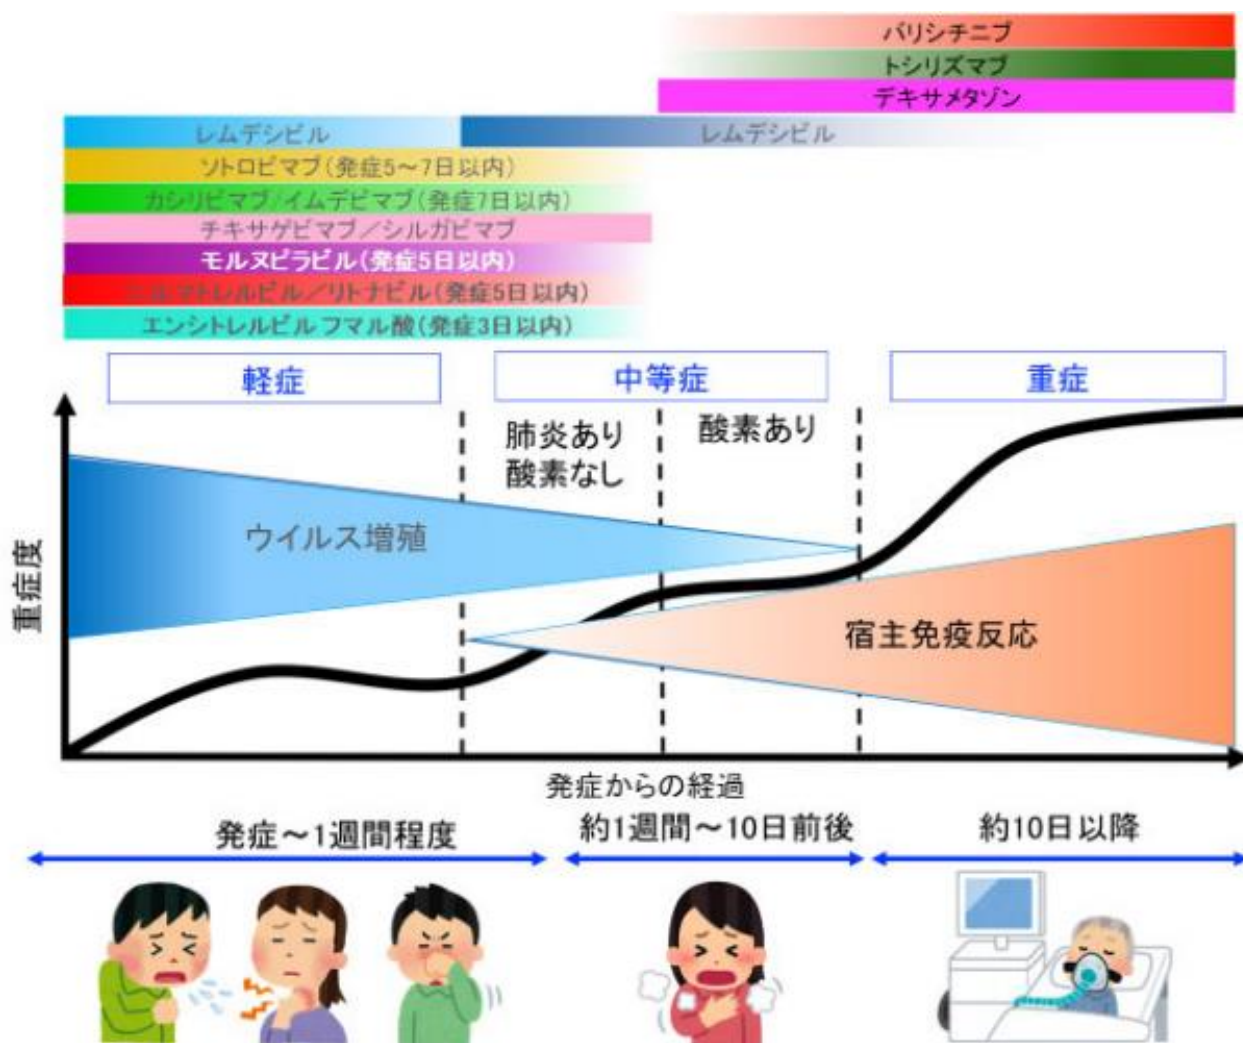 バリシチニブ
トシリズマブ
デキサメタゾン
レムデシビル
レムデシビル
ソトロビマブ(発症5～7日以内)
カシリビマブ/イムデビマブ(発症7日以内)
チキサゲビマブ／シルガビマブ
モルヌピラビル(発症5日以内)
ニルマトレルビル／リトナビル(発症5日以内)
エンシトレルビル フマル酸(発症3日以内)
軽症
中等症
重症
肺炎あり
酸素なし
酸素あり
ウイルス増殖
重症度
宿主免疫反応
発症からの経過
発症～1週間程度
約1週間～10日前後
約10日以降